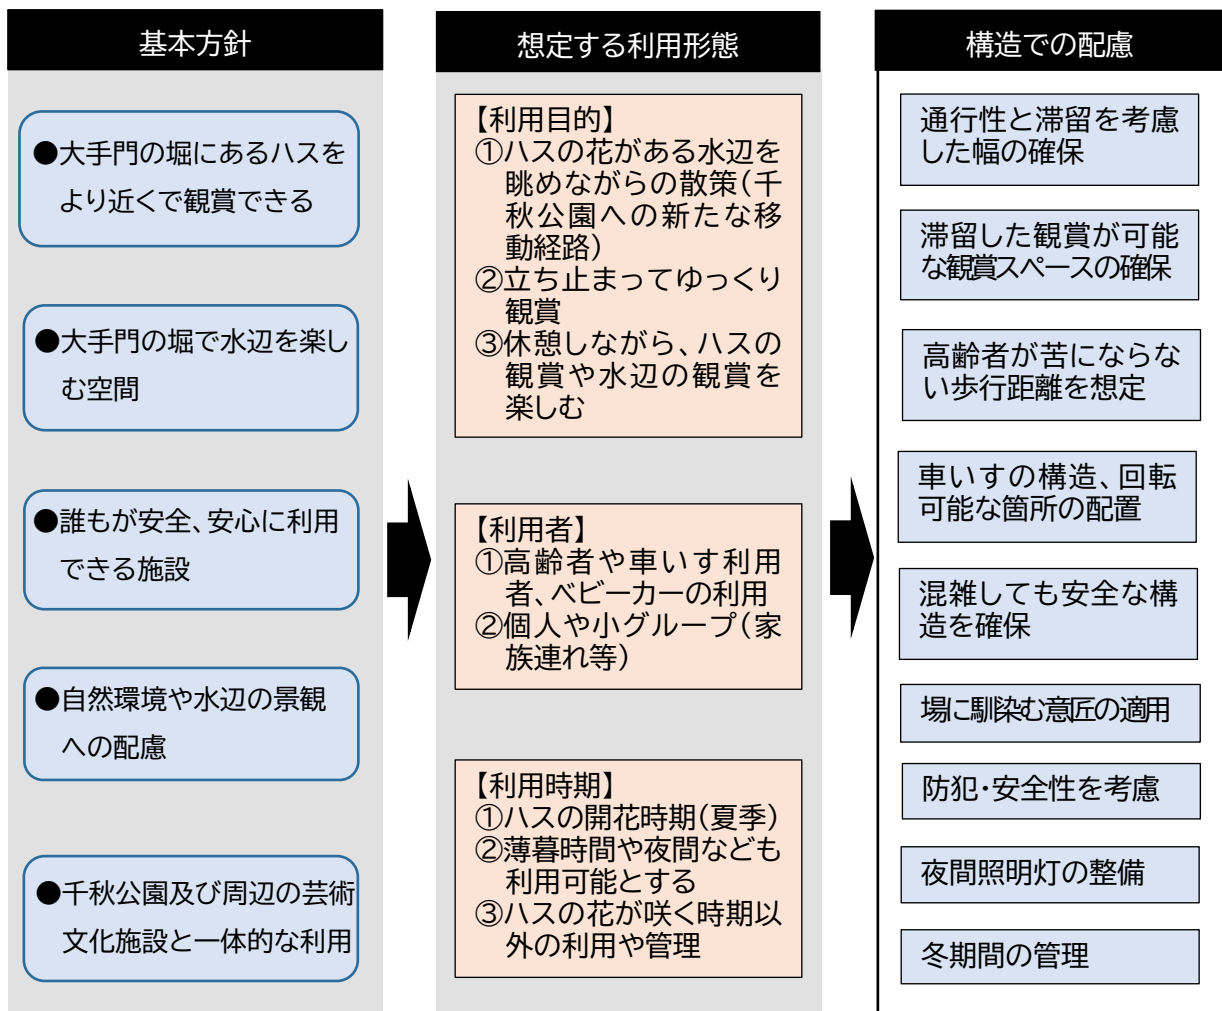 基本方針
●大手門の堀にあるハスを
より近くで観賞できる
●大手門の堀で水辺を楽し
む空間
●誰もが安全、安心に利用
できる施設
●自然環境や水辺の景観
への配慮
●千秋公園及び周辺の芸術
文化施設と一体的な利用
想定する利用形態
【利用目的】
①ハスの花がある水辺を
眺めながらの散策(千
秋公園への新たな移
動経路)
②立ち止まってゆっくり
観賞
③休憩しながら、ハスの
観賞や水辺の観賞を
楽しむ
【利用者】
①高齢者や車いす利用
者、ベビーカーの利用
②個人や小グループ(家
族連れ等)
【利用時期】
①ハスの開花時期(夏季)
②薄暮時間や夜間なども
利用可能とする
③ハスの花が咲く時期以
外の利用や管理
構造での配慮
通行性と滞留を考慮
した幅の確保
滞留した観賞が可能
な観賞スペースの確保
高齢者が苦にならな
い歩行距離を想定
車いすの構造、回転
可能な箇所の配置
混雑しても安全な構
造を確保
場に馴染む意匠の適用
防犯・安全性を考慮
夜間照明灯の整備
冬期間の管理